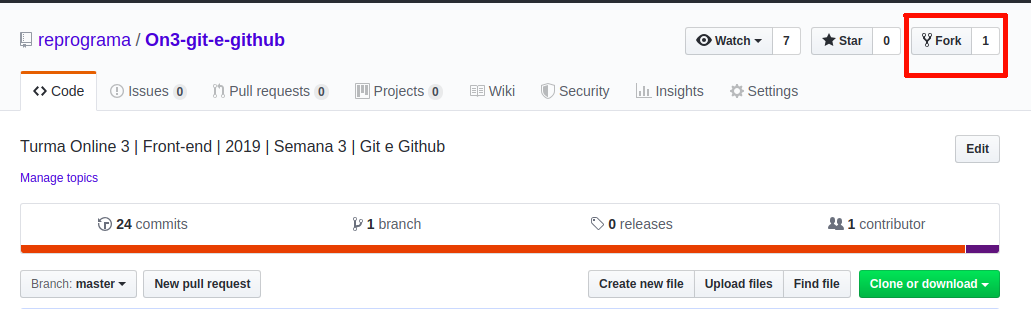 reprograma / On3-git-e-github Watch 7 Star 0 Fork 1
Code Issues 0 Pull requests 0 Projects 0 Wiki Security Insights Settings
Turma Online 3 | Front-end | 2019 | Semana 3 | Git e Github Edit
Manage topics
24 commits 1 branch 0 releases 1 contributor
Branch: master New pull request Create new file Upload files Find file Clone or download